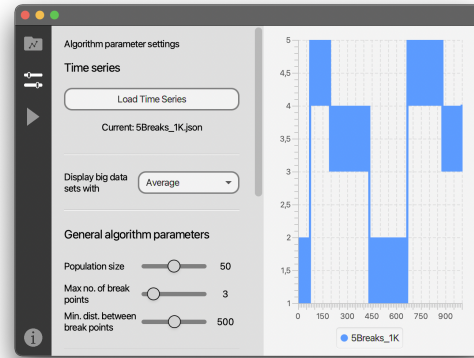 Algorithm parameter settings
Time series
Load Time Series
Current: 5Breaks_1K.json
Display big data
sets with
Average
General algorithm parameters
Population size
50
Max no. of break
points
3
Min. dist. between
break points
500
5
4,5
4
3,5
3
2,5
2
1,5
1
0 150 300 450 600 750 900
5Breaks_1K